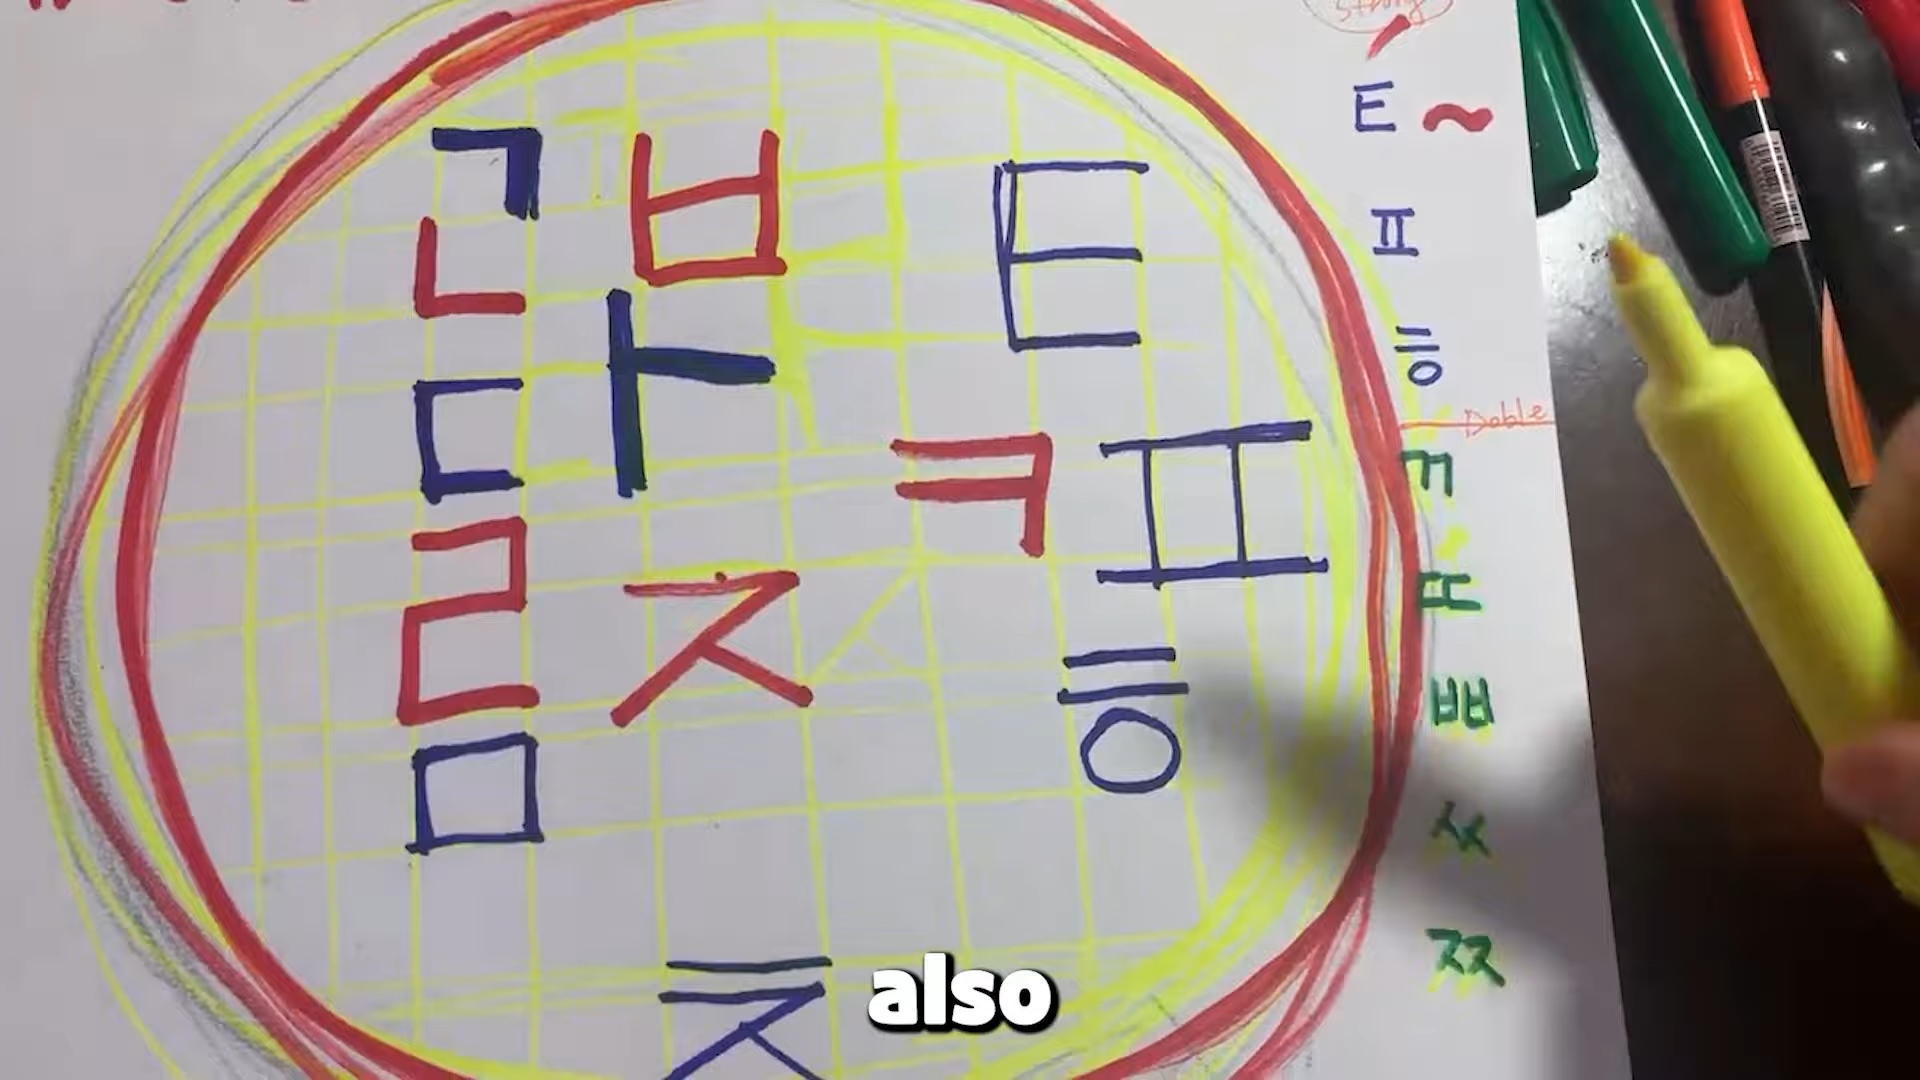 ㄱ
ㄴ
ㄷ
ㄹ
ㅁ
ㅂ
ㅏ
ㅈ
ㅊ
ㅋ
ㅌ
ㅍ
ㅎ
strong
E ~
ㅍ
ㅎ
Doble
ㄲ
ㄸ
ㅃ
ㅆ
ㅉ
also